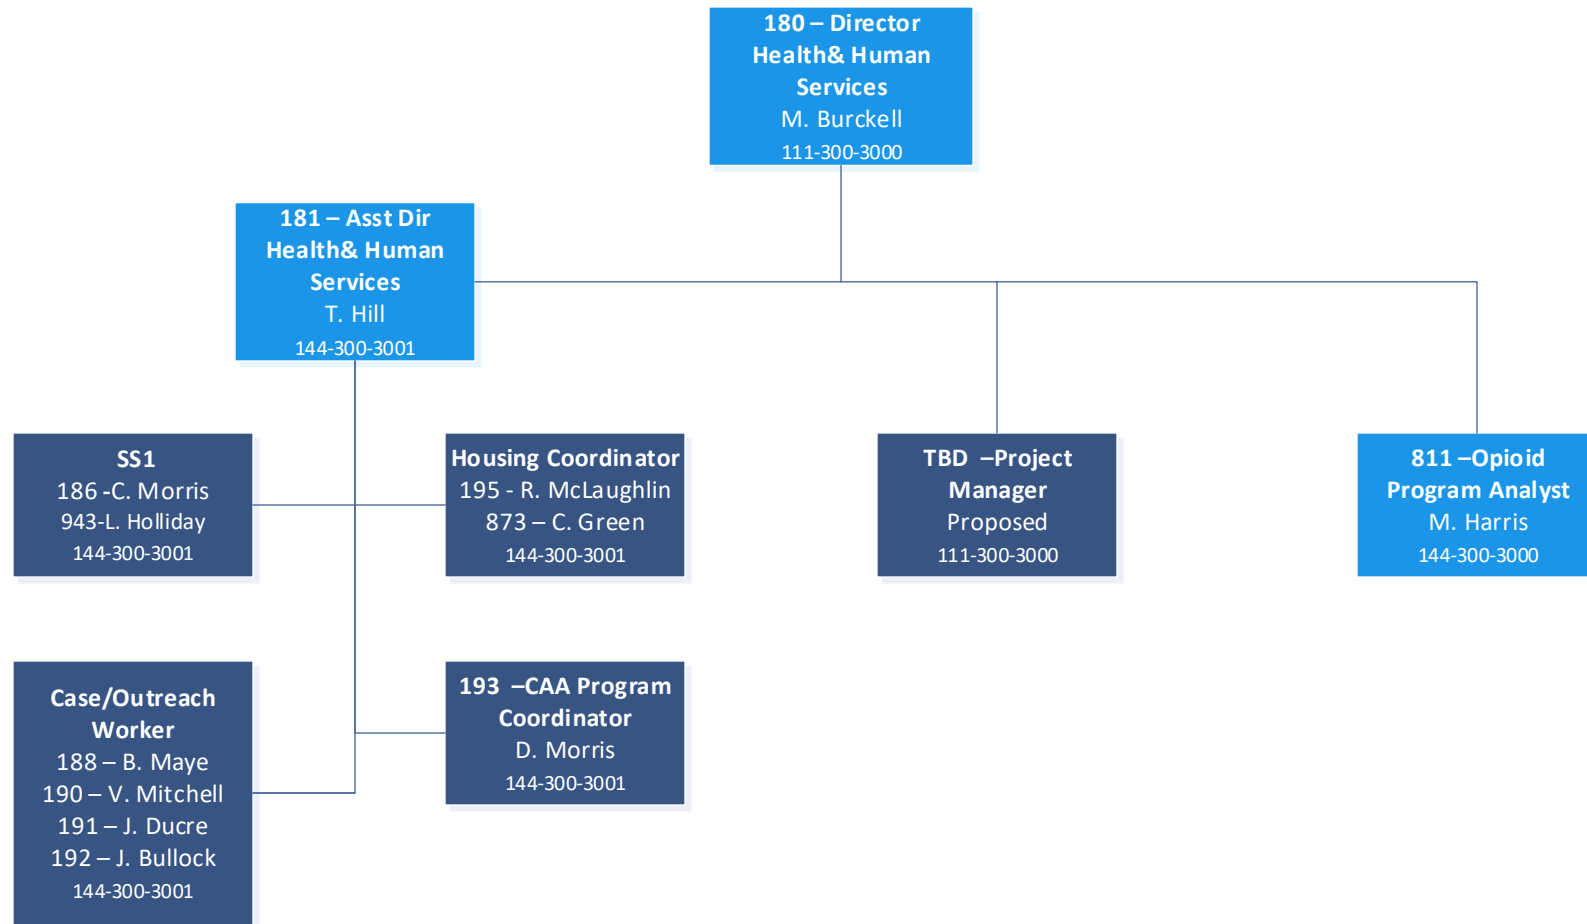 180 – Director
Health& Human
Services
M. Burckell
111-300-3000
181 – Asst Dir
Health& Human
Services
T. Hill
144-300-3001
SS1
186 -C. Morris
943-L. Holliday
144-300-3001
Housing Coordinator
195 - R. McLaughlin
873 – C. Green
144-300-3001
TBD –Project
Manager
Proposed
111-300-3000
811 –Opioid
Program Analyst
M. Harris
144-300-3000
Case/Outreach
Worker
188 – B. Maye
190 – V. Mitchell
191 – J. Ducre
192 – J. Bullock
144-300-3001
193 –CAA Program
Coordinator
D. Morris
144-300-3001